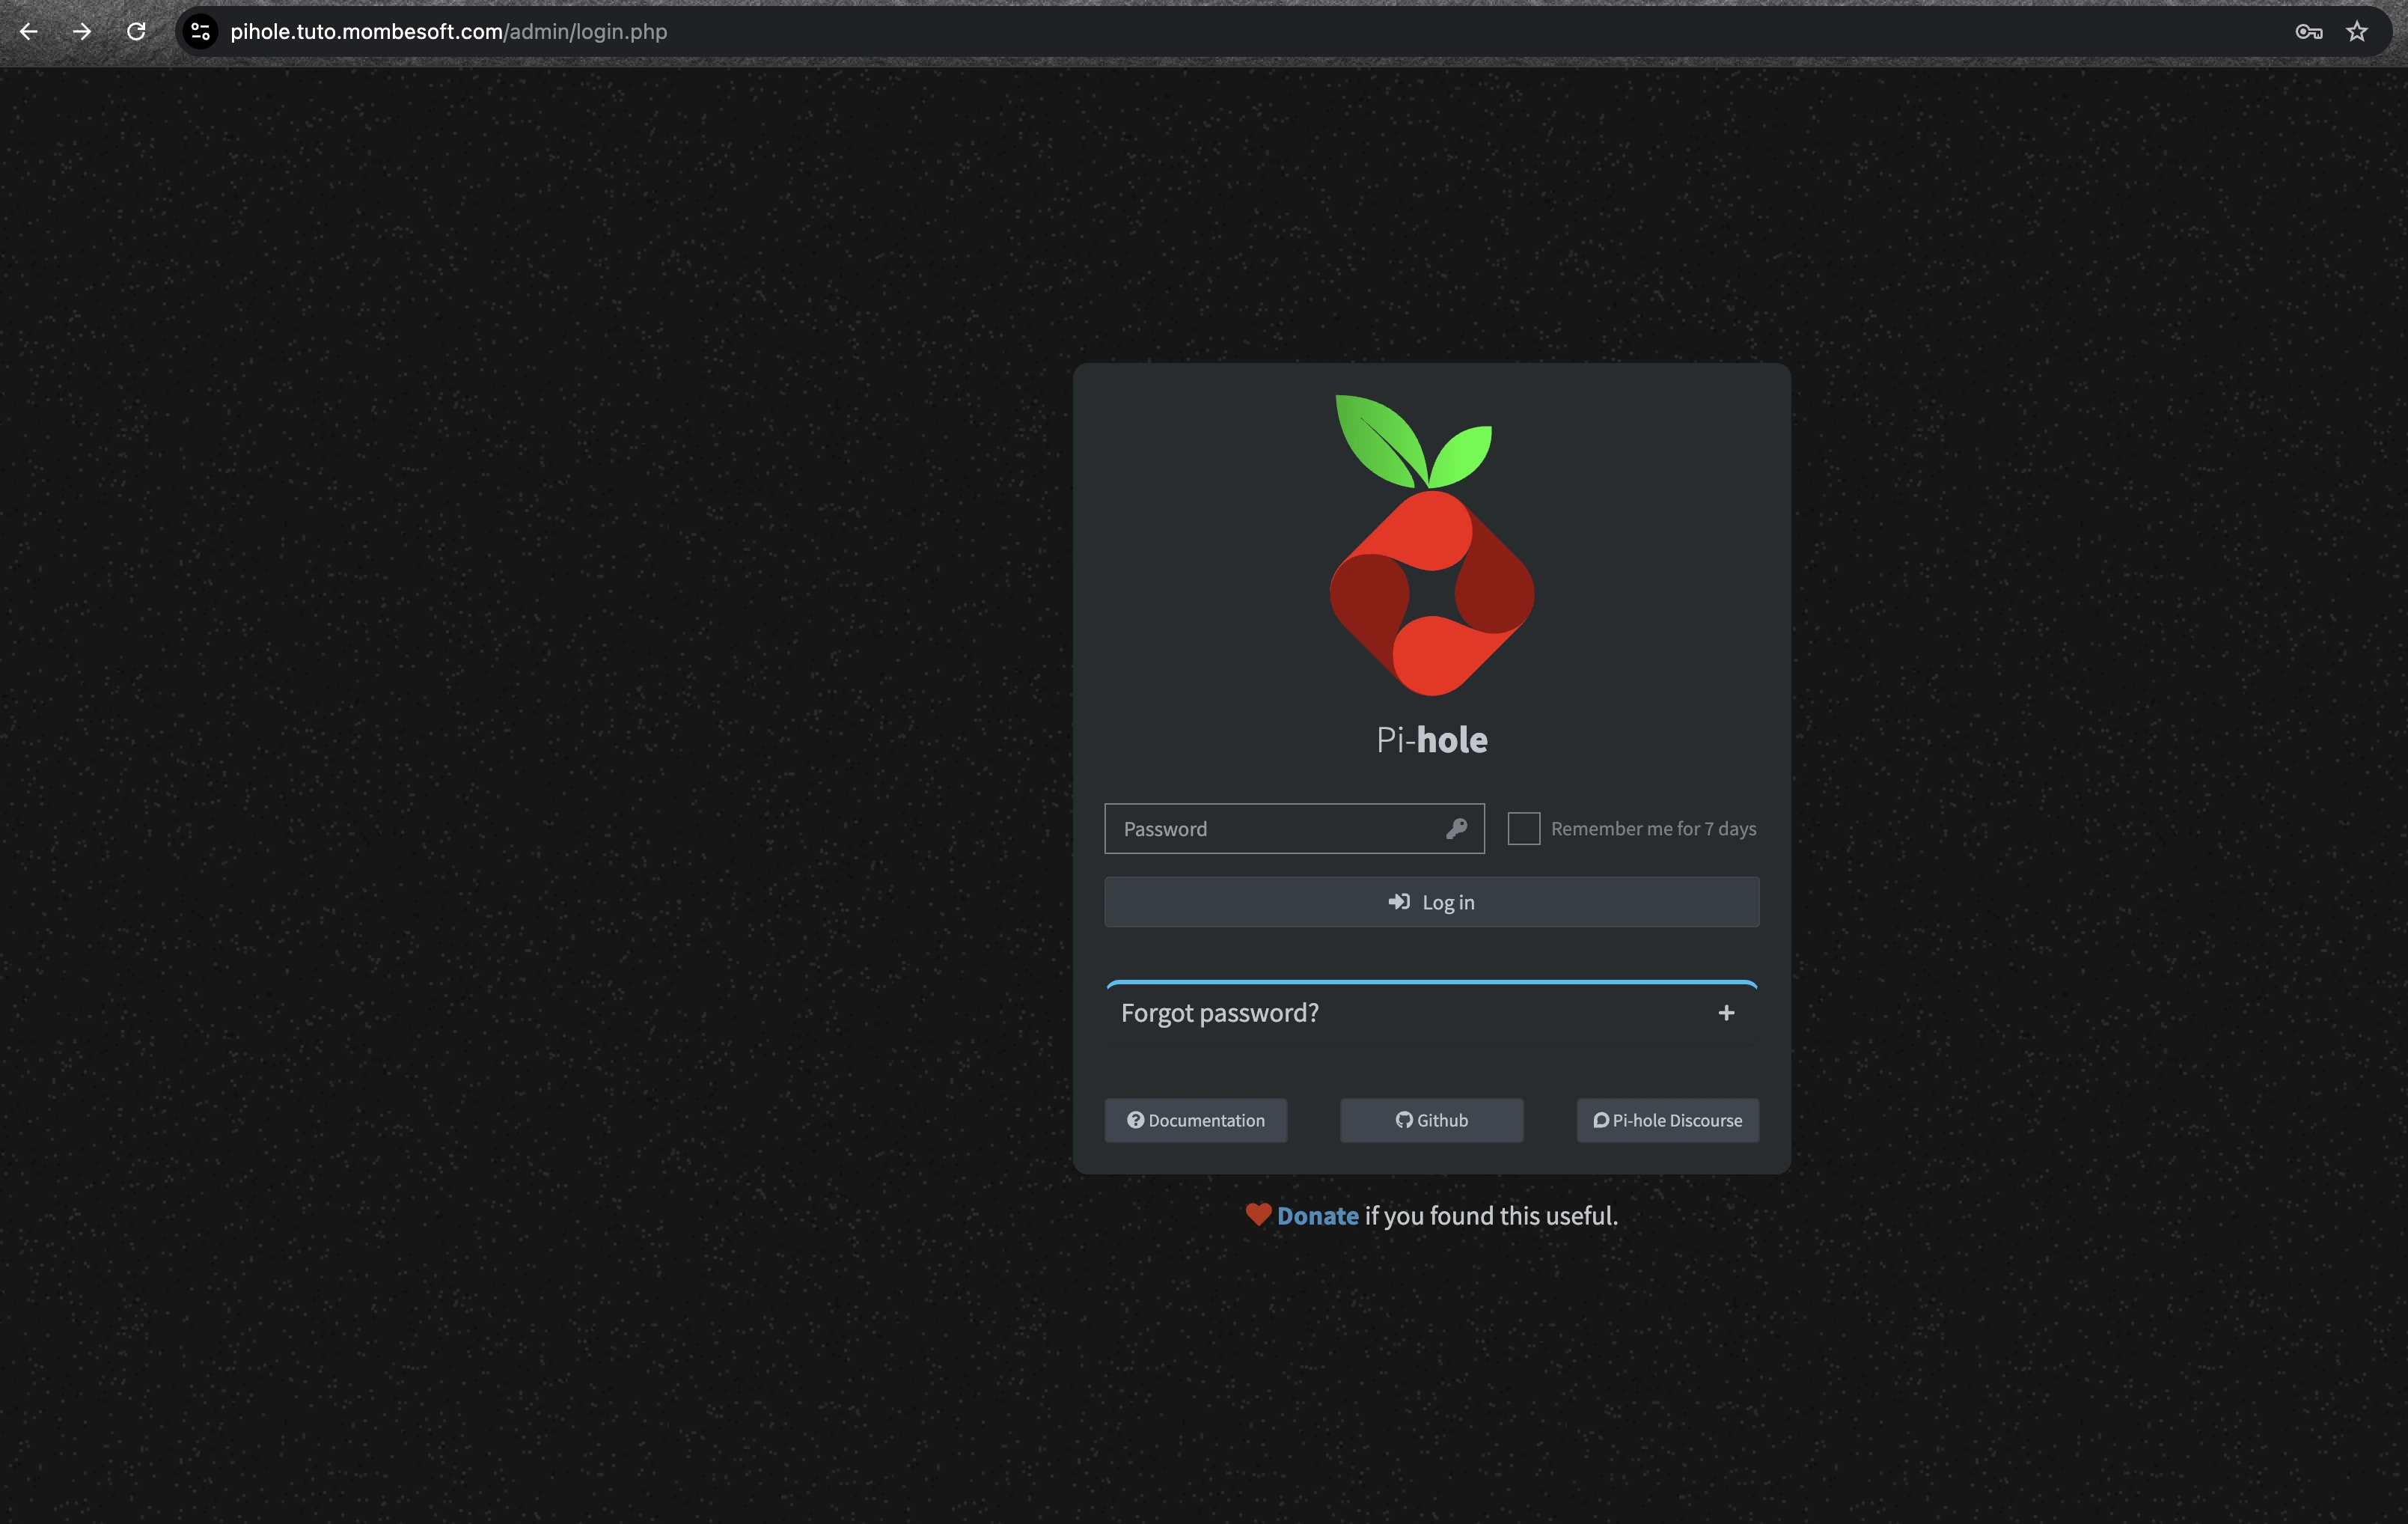 pihole.tuto.mombesoft.com/admin/login.php
Pi-hole
Password
Remember me for 7 days
Log in
Forgot password?
Documentation
Github
Pi-hole Discourse
Donate if you found this useful.